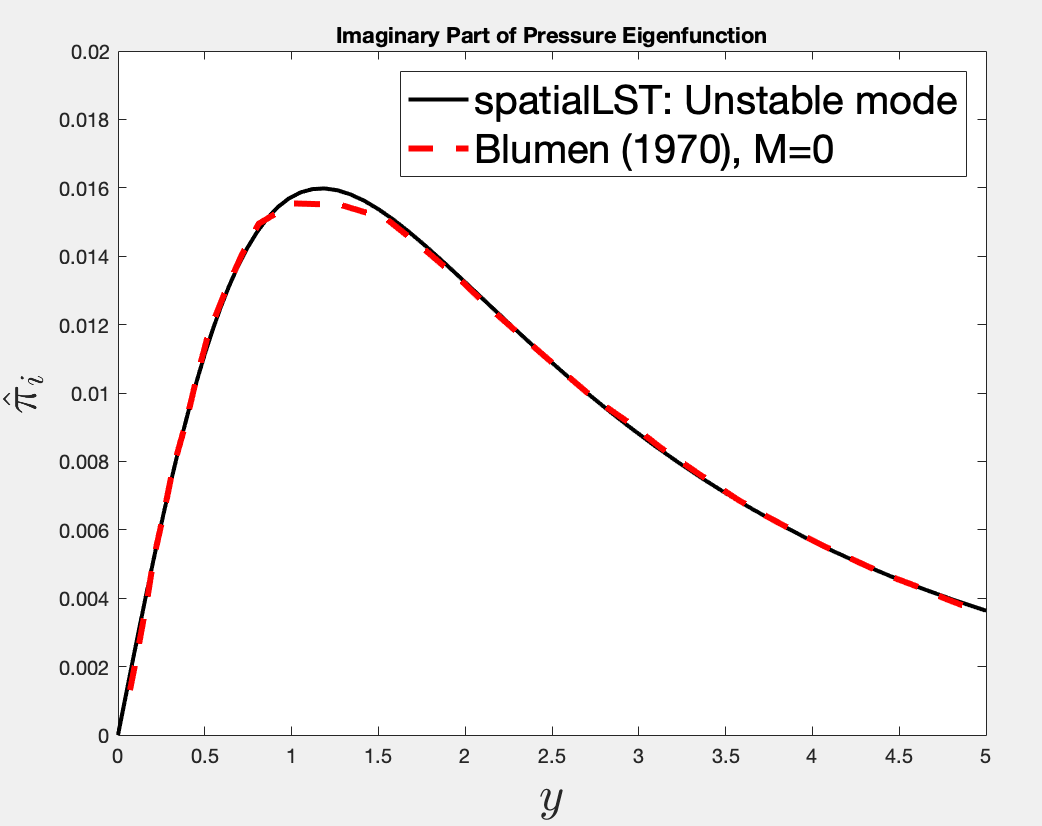 Imaginary Part of Pressure Eigenfunction
0.02
0.018
0.016
0.014
0.012
0.01
0.008
0.006
0.004
0.002
0
spatialLST: Unstable mode
Blumen (1970), M=0
π̂ᵢ
0 0.5 1 1.5 2 2.5 3 3.5 4 4.5 5
y